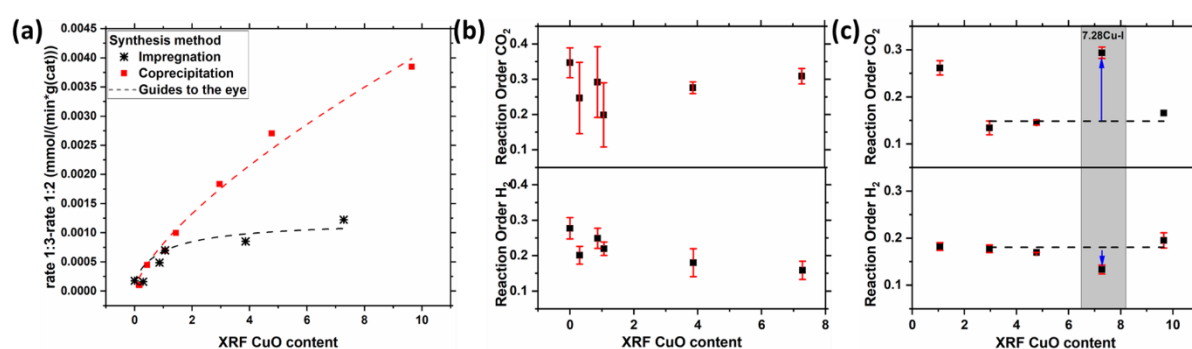 (a)
Synthesis method
Impregnation
Coprecipitation
Guides to the eye
0.0045
0.0040
0.0035
0.0030
0.0025
0.0020
0.0015
0.0010
0.0005
0.0000
rate 1:3-rate 1:2 (mmol/(min*g(cat)))
0 2 4 6 8 10
XRF CuO content
(b)
0.4
0.3
0.2
0.1
Reaction Order CO2
0.4
0.3
0.2
0.1
Reaction Order H2
0 2 4 6 8
XRF CuO content
(c)
7.28Cu-I
0.3
0.2
0.1
Reaction Order CO2
0.3
0.2
0.1
Reaction Order H2
0 2 4 6 8 10
XRF CuO content